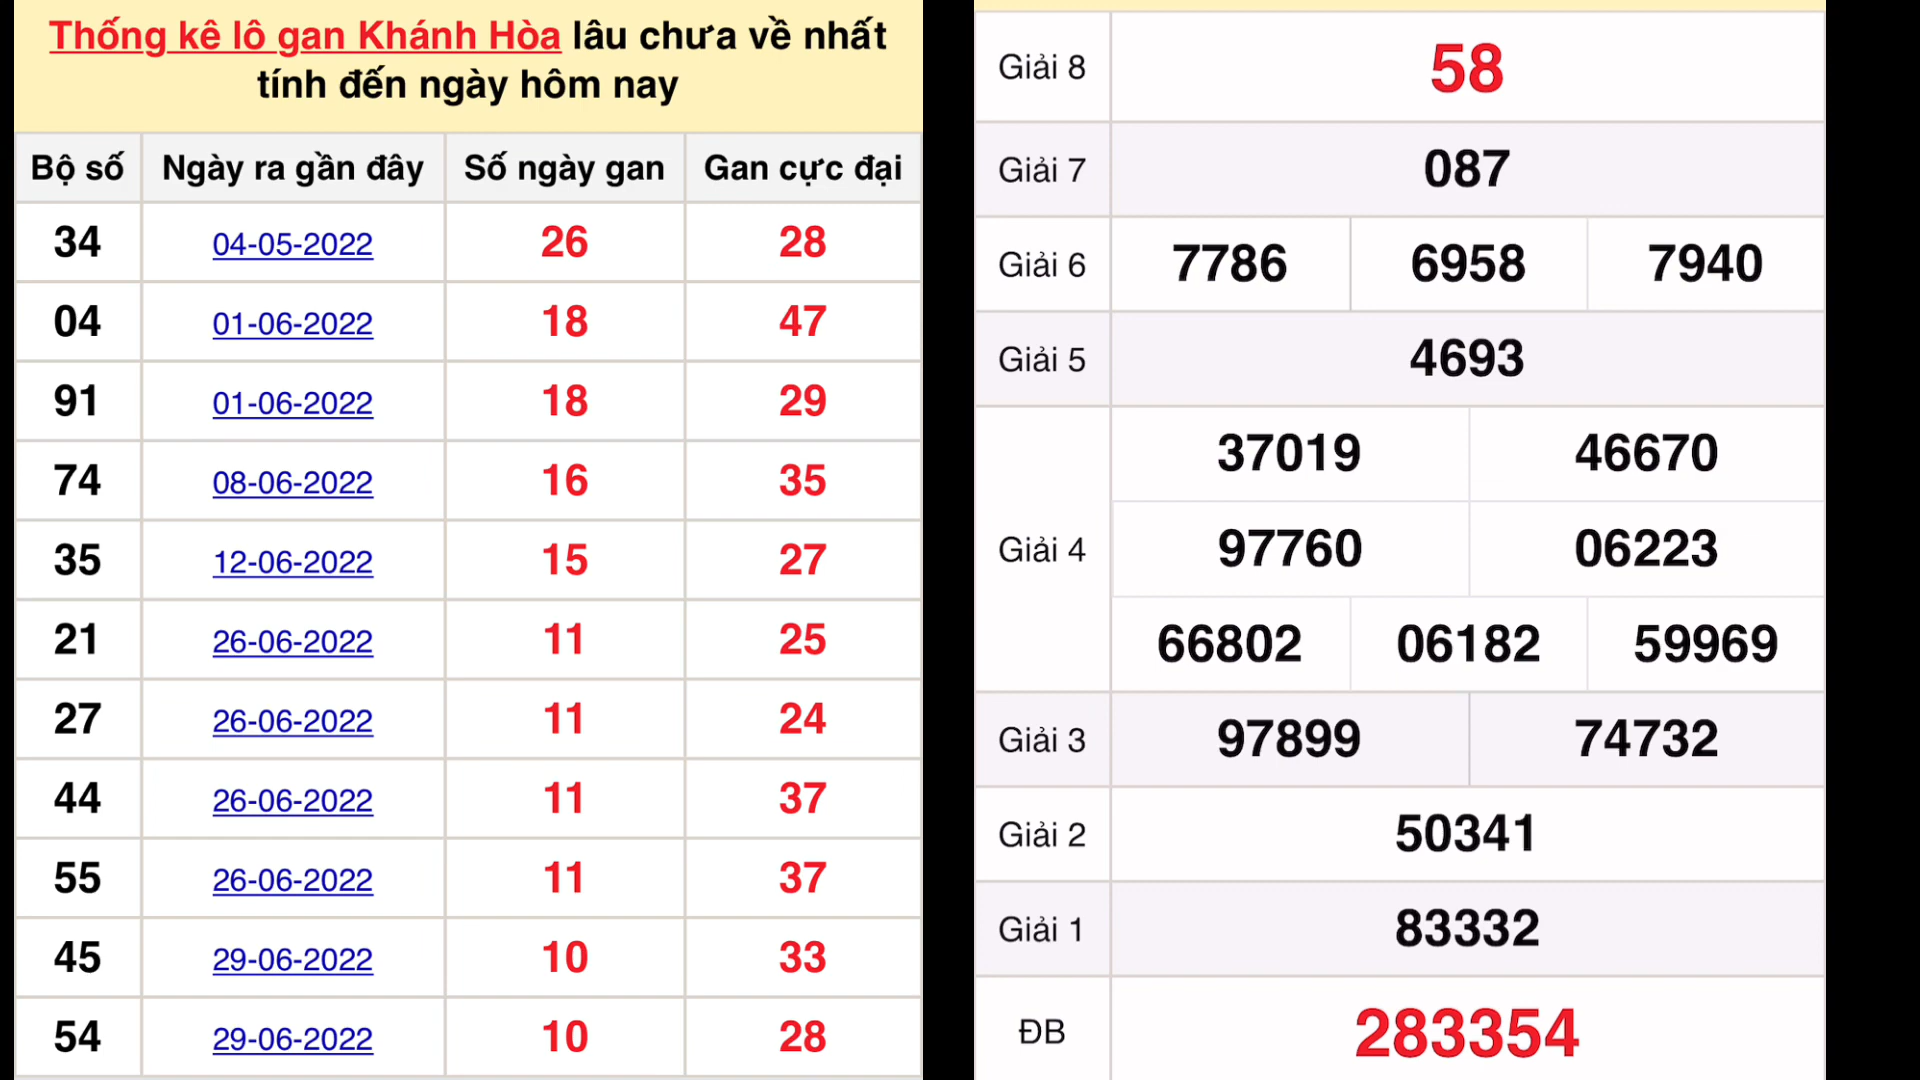 Thống kê lô gan Khánh Hòa lâu chưa về nhất
tính đến ngày hôm nay
Bộ số Ngày ra gần đây Số ngày gan Gan cực đại
34 04-05-2022 26 28
04 01-06-2022 18 47
91 01-06-2022 18 29
74 08-06-2022 16 35
35 12-06-2022 15 27
21 26-06-2022 11 25
27 26-06-2022 11 24
44 26-06-2022 11 37
55 26-06-2022 11 37
45 29-06-2022 10 33
54 29-06-2022 10 28
Giải 8 58
Giải 7 087
Giải 6 7786 6958 7940
Giải 5 4693
37019 46670
Giải 4 97760 06223
66802 06182 59969
Giải 3 97899 74732
Giải 2 50341
Giải 1 83332
ĐB 283354